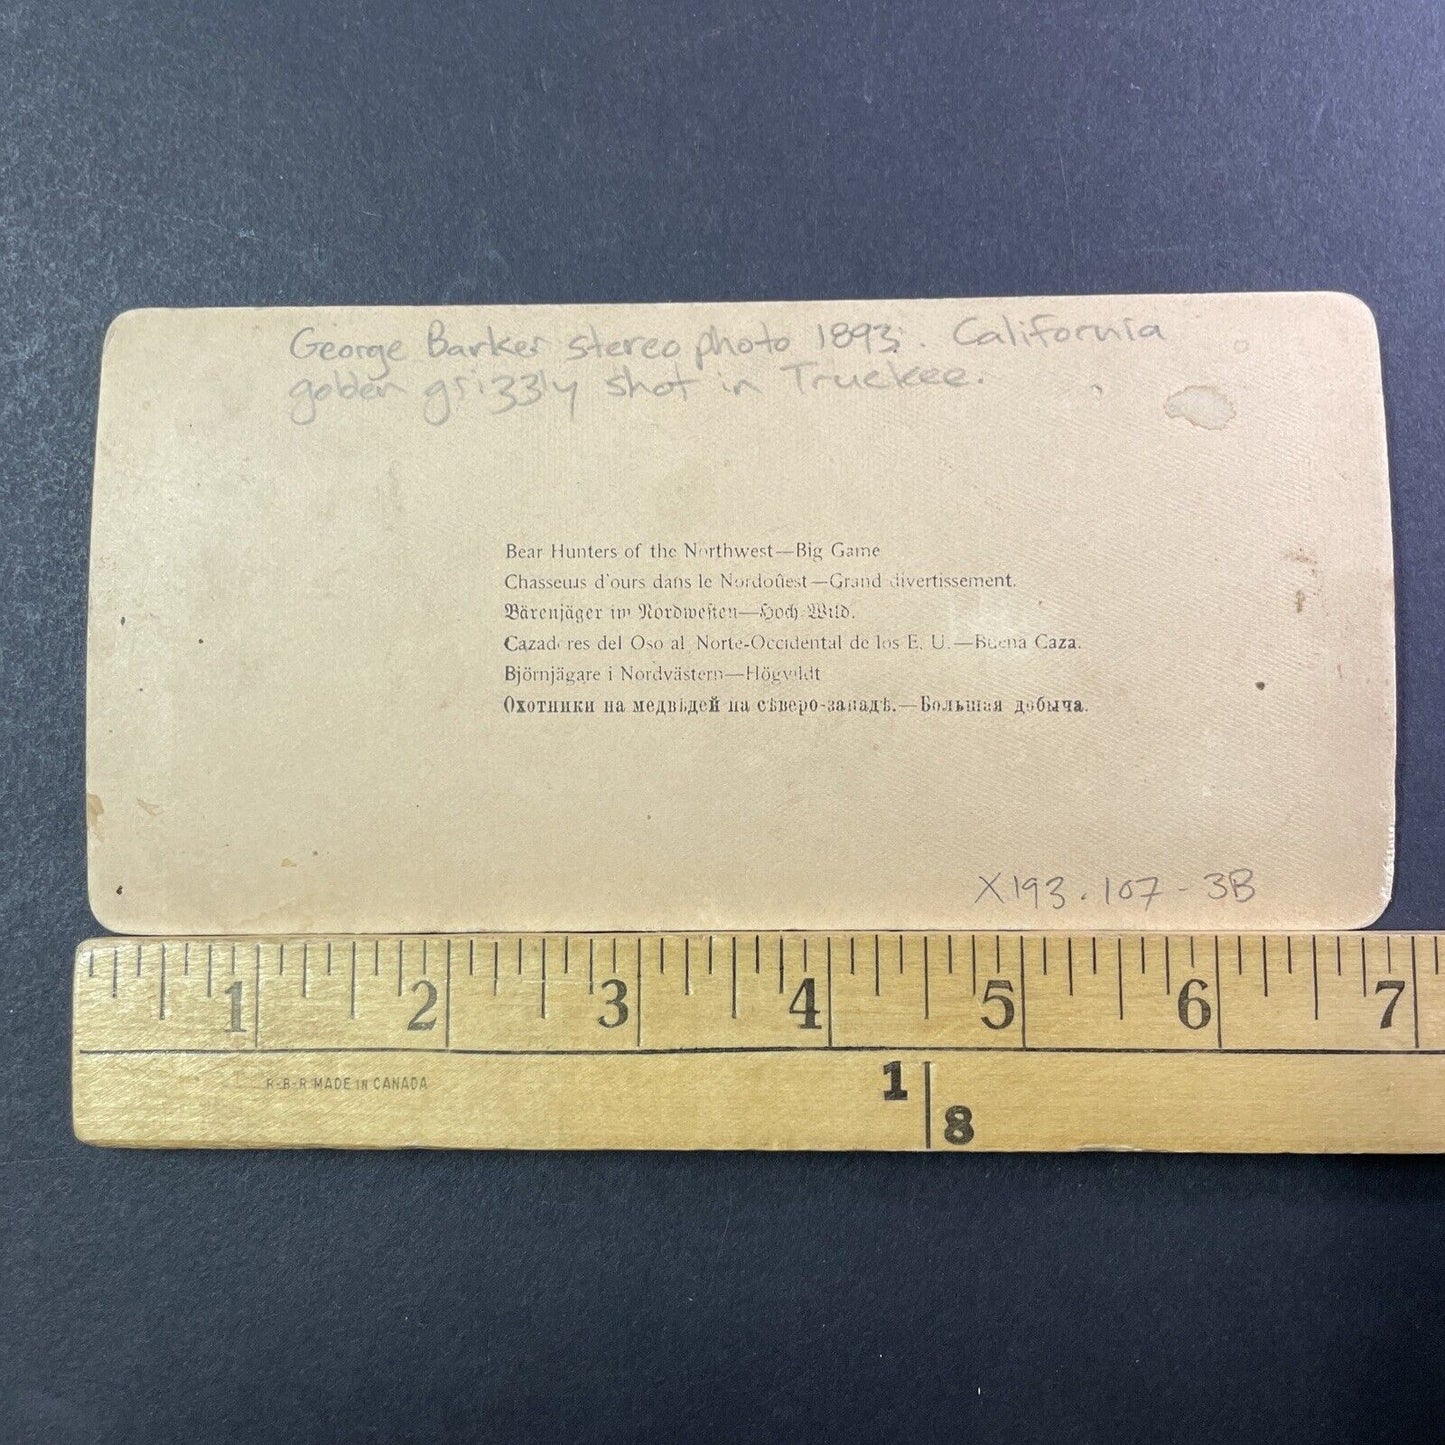 George Barker stereo photo 1893. California
golden grizzly shot in Truckee.
Bear Hunters of the Northwest—Big Game
Chasseurs d'ours dans le Nordoûest—Grand divertissement.
Bärenjäger im Nordwesten—Hoch-Wild.
Cazadores del Oso al Norte-Occidental de los E. U.—Buena Caza.
Björnjägare i Nordvästern—Högvildt
Охотники на медвѣдей на сѣверо-западѣ.—Большая добыча.
X193.107-3B
1 2 3 4 5 6 7
R-B-R MADE IN CANADA
1
8